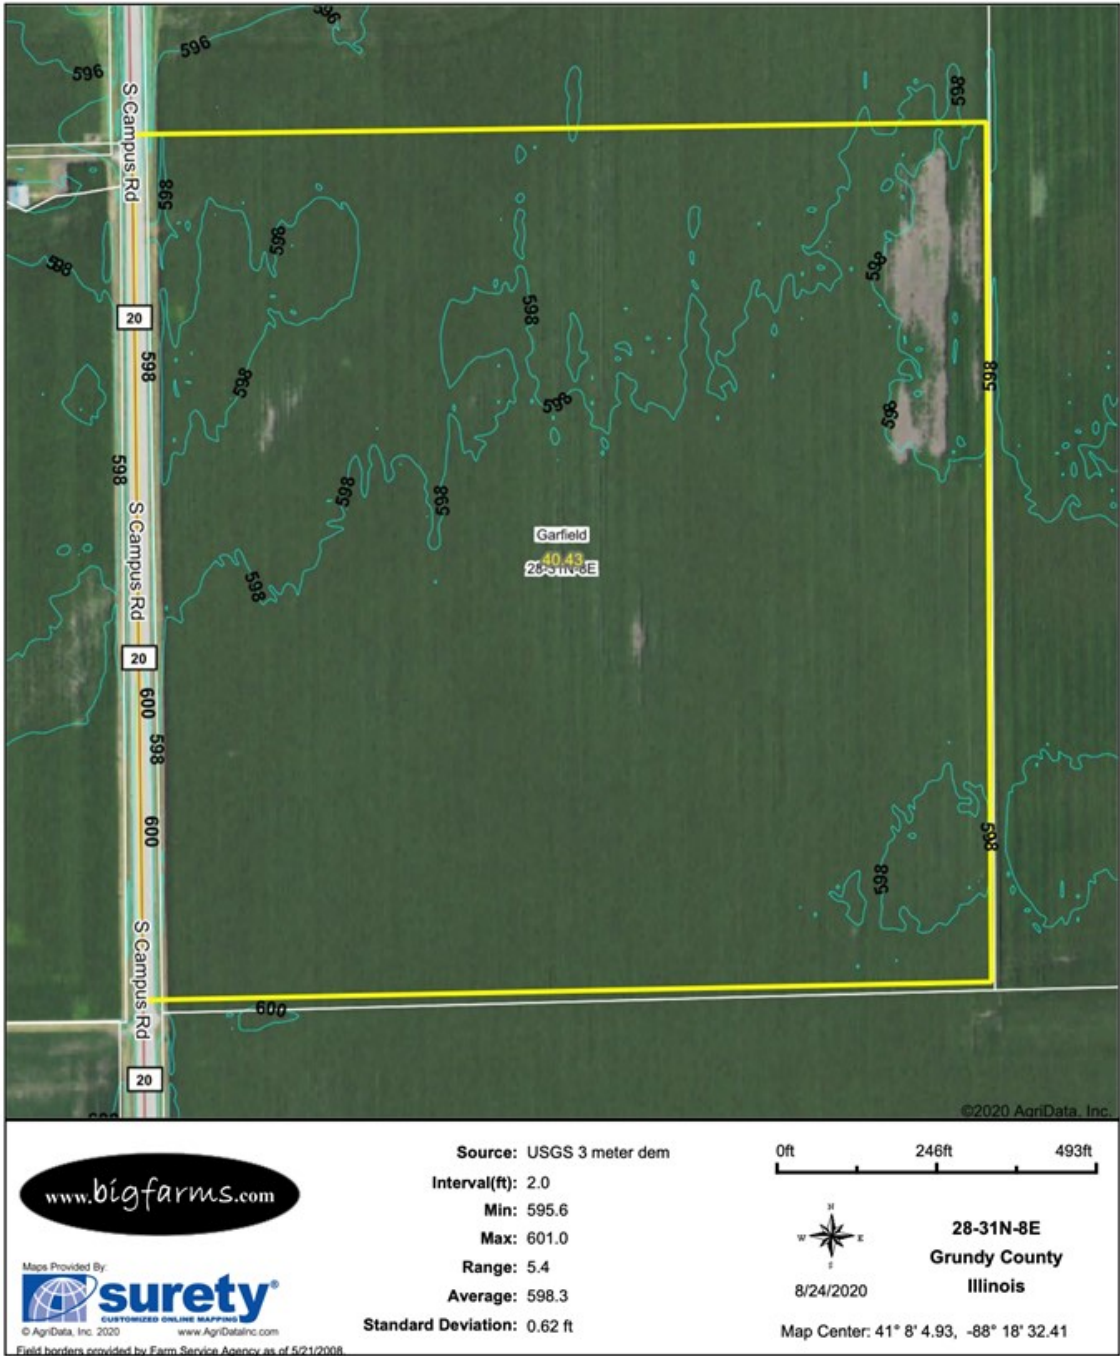 596
596
596
598
S Campus Rd
598
598
598
598
20
598
598
598
598
598
598
598
598
598
598
Garfield
40.43
28-31N-8E
S Campus Rd
598
20
600
598
600
598
598
S Campus Rd
600
20
©2020 AgriData, Inc.
www.bigfarms.com
Maps Provided By:
surety®
CUSTOMIZED ONLINE MAPPING
© AgriData, Inc. 2020 www.AgriDataInc.com
Field borders provided by Farm Service Agency as of 5/21/2008.
Source: USGS 3 meter dem
Interval(ft): 2.0
Min: 595.6
Max: 601.0
Range: 5.4
Average: 598.3
Standard Deviation: 0.62 ft
0ft 246ft 493ft
N
W E
S
8/24/2020
28-31N-8E
Grundy County
Illinois
Map Center: 41° 8' 4.93, -88° 18' 32.41